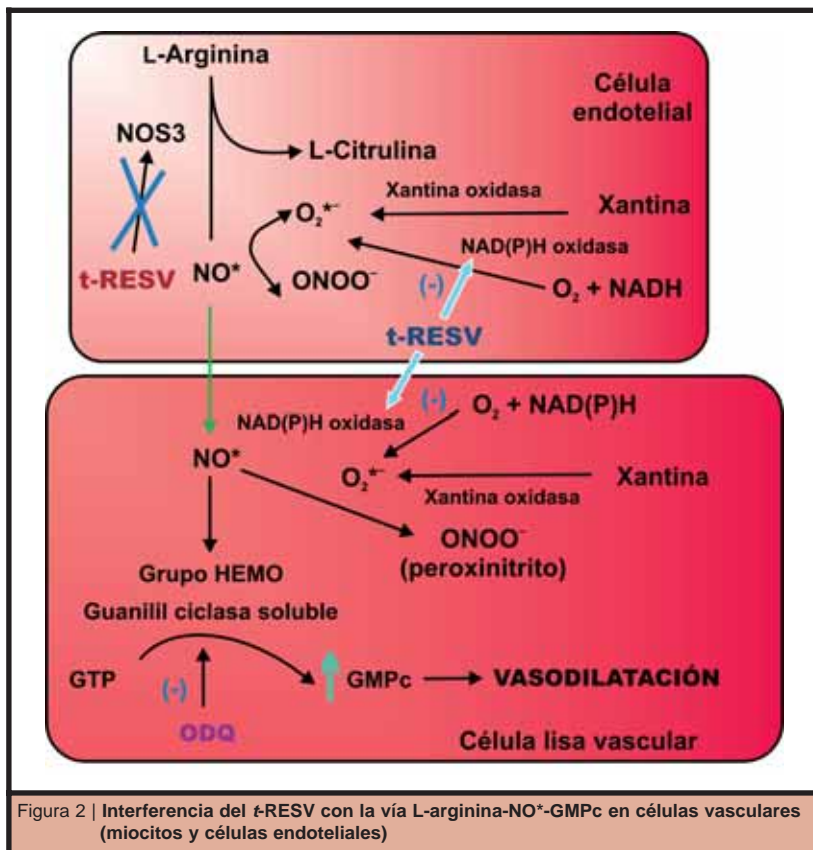 L-Arginina
Célula
endotelial
NOS3
L-Citrulina
Xantina oxidasa
O₂*⁻
Xantina
NAD(P)H oxidasa
t-RESV
NO*
ONOO⁻
(-)
O₂ + NADH
t-RESV
(-)
O₂ + NAD(P)H
NAD(P)H oxidasa
NO*
O₂*⁻
Xantina
Xantina oxidasa
ONOO⁻
(peroxinitrito)
Grupo HEMO
Guanilil ciclasa soluble
GTP
(-)
GMPc
VASODILATACIÓN
ODQ
Célula lisa vascular
Figura 2 | Interferencia del t-RESV con la vía L-arginina-NO*-GMPc en células vasculares
(miocitos y células endoteliales)